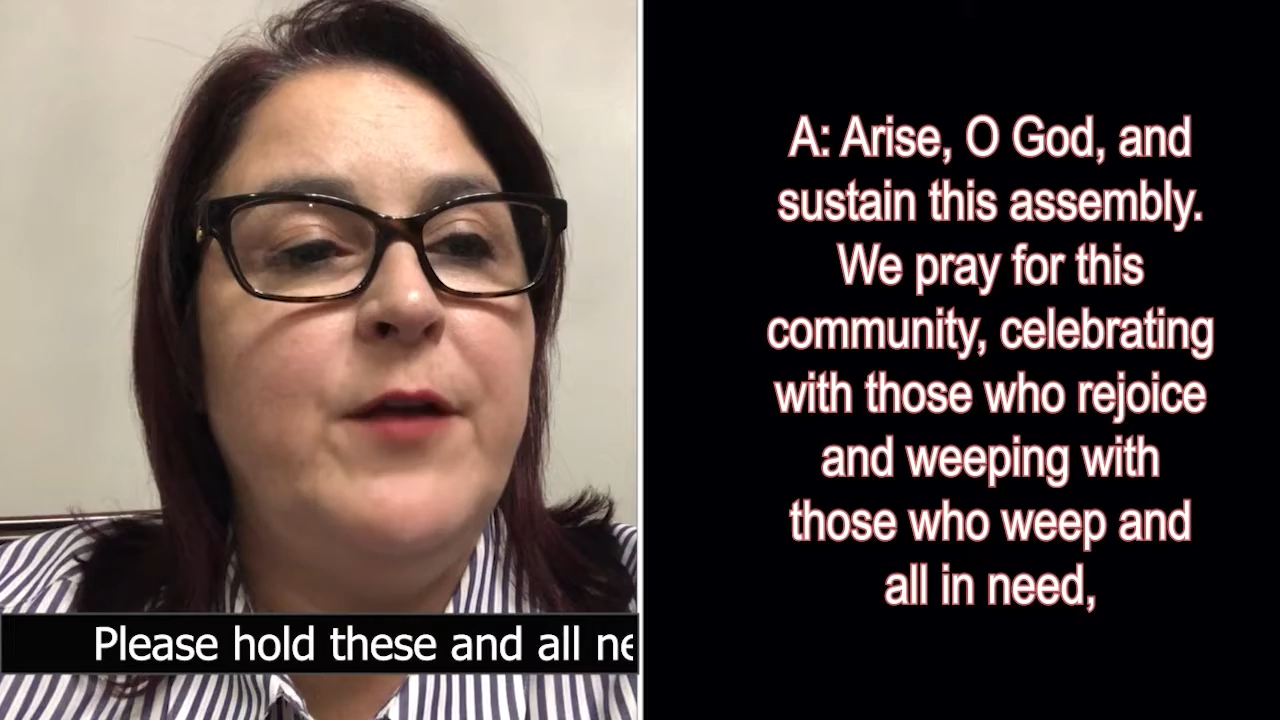 Please hold these and all
A: Arise, O God, and
sustain this assembly.
We pray for this
community, celebrating
with those who rejoice
and weeping with
those who weep and
all in need,